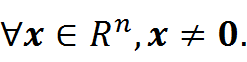 ∀𝒙 ∈ 𝑅ⁿ, 𝒙 ≠ 𝟎.